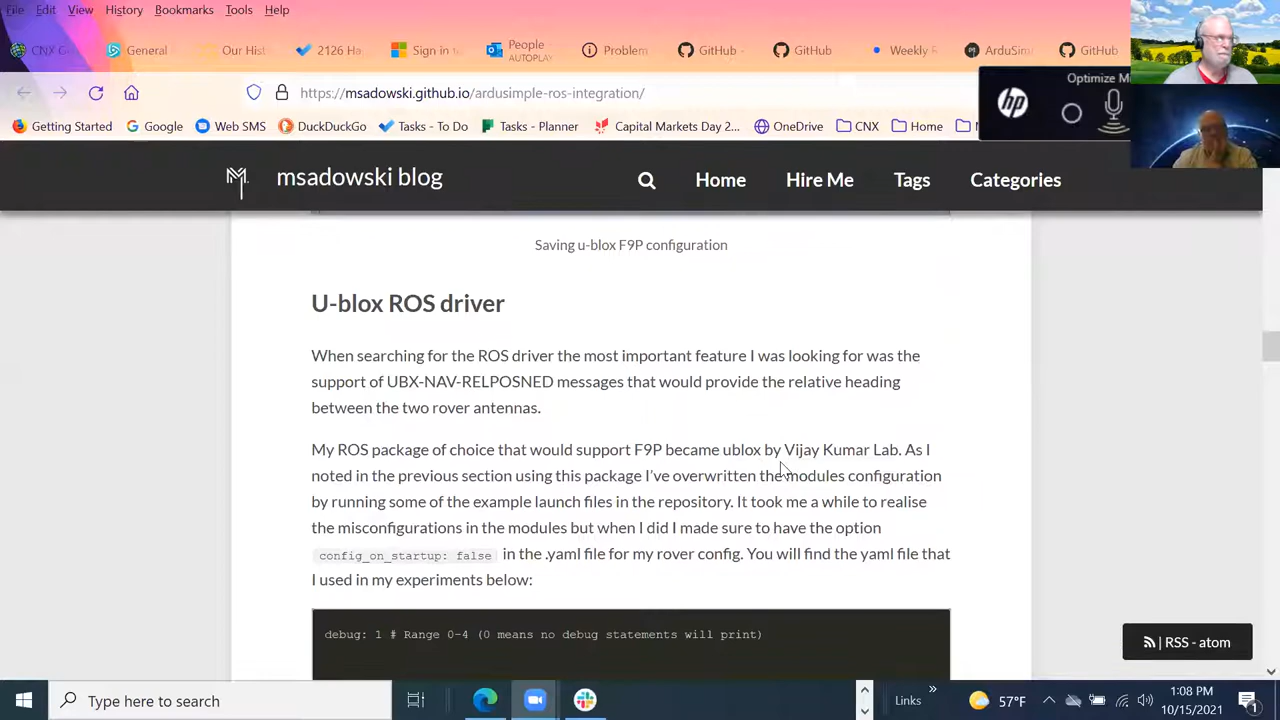 File Edit View History Bookmarks Tools Help
CNX G General Our His 2126 Ha Sign in People Problem GitHub - GitHub Weekly R ArduSim GitHub
AUTOPLAY
https://msadowski.github.io/ardusimple-ros-integration/
Optimize Mi
hp
Getting Started Google Web SMS DuckDuckGo Tasks - To Do Tasks - Planner Capital Markets Day 2... OneDrive CNX Home
msadowski blog Home Hire Me Tags Categories
Saving u-blox F9P configuration
U-blox ROS driver
When searching for the ROS driver the most important feature I was looking for was the
support of UBX-NAV-RELPOSNED messages that would provide the relative heading
between the two rover antennas.
My ROS package of choice that would support F9P became ublox by Vijay Kumar Lab. As I
noted in the previous section using this package I've overwritten the modules configuration
by running some of the example launch files in the repository. It took me a while to realise
the misconfigurations in the modules but when I did I made sure to have the option
config_on_startup: false in the .yaml file for my rover config. You will find the yaml file that
I used in my experiments below:
debug: 1 # Range 0-4 (0 means no debug statements will print)
RSS - atom
Type here to search Links » 57°F 1:08 PM
10/15/2021 1